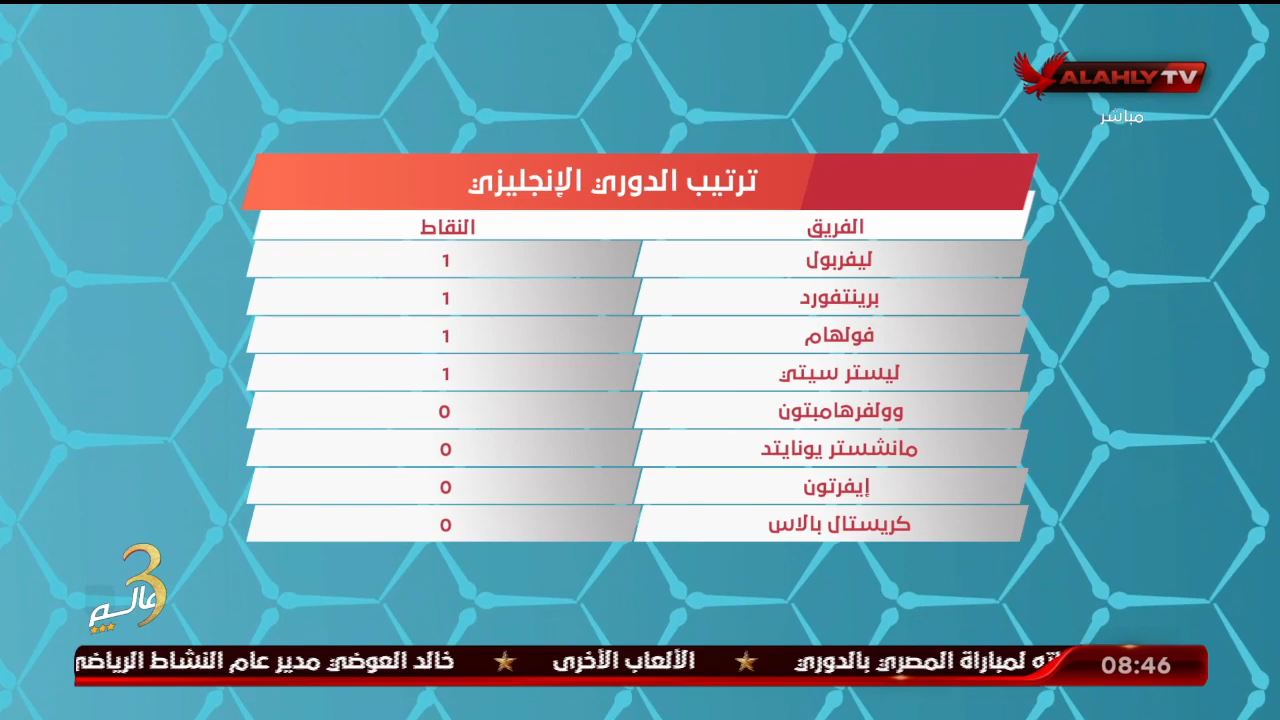 ALAHLY TV
مباشر
ترتيب الدوري الإنجليزي
الفريق النقاط
ليفربول 1
برينتفورد 1
فولهام 1
ليستر سيتي 1
وولفرهامبتون 0
مانشستر يونايتد 0
إيفرتون 0
كريستال بالاس 0
3 عالم
08:46 لمباراة المصري بالدوري الألعاب الأخرى خالد العوضي مدير عام النشاط الرياضي